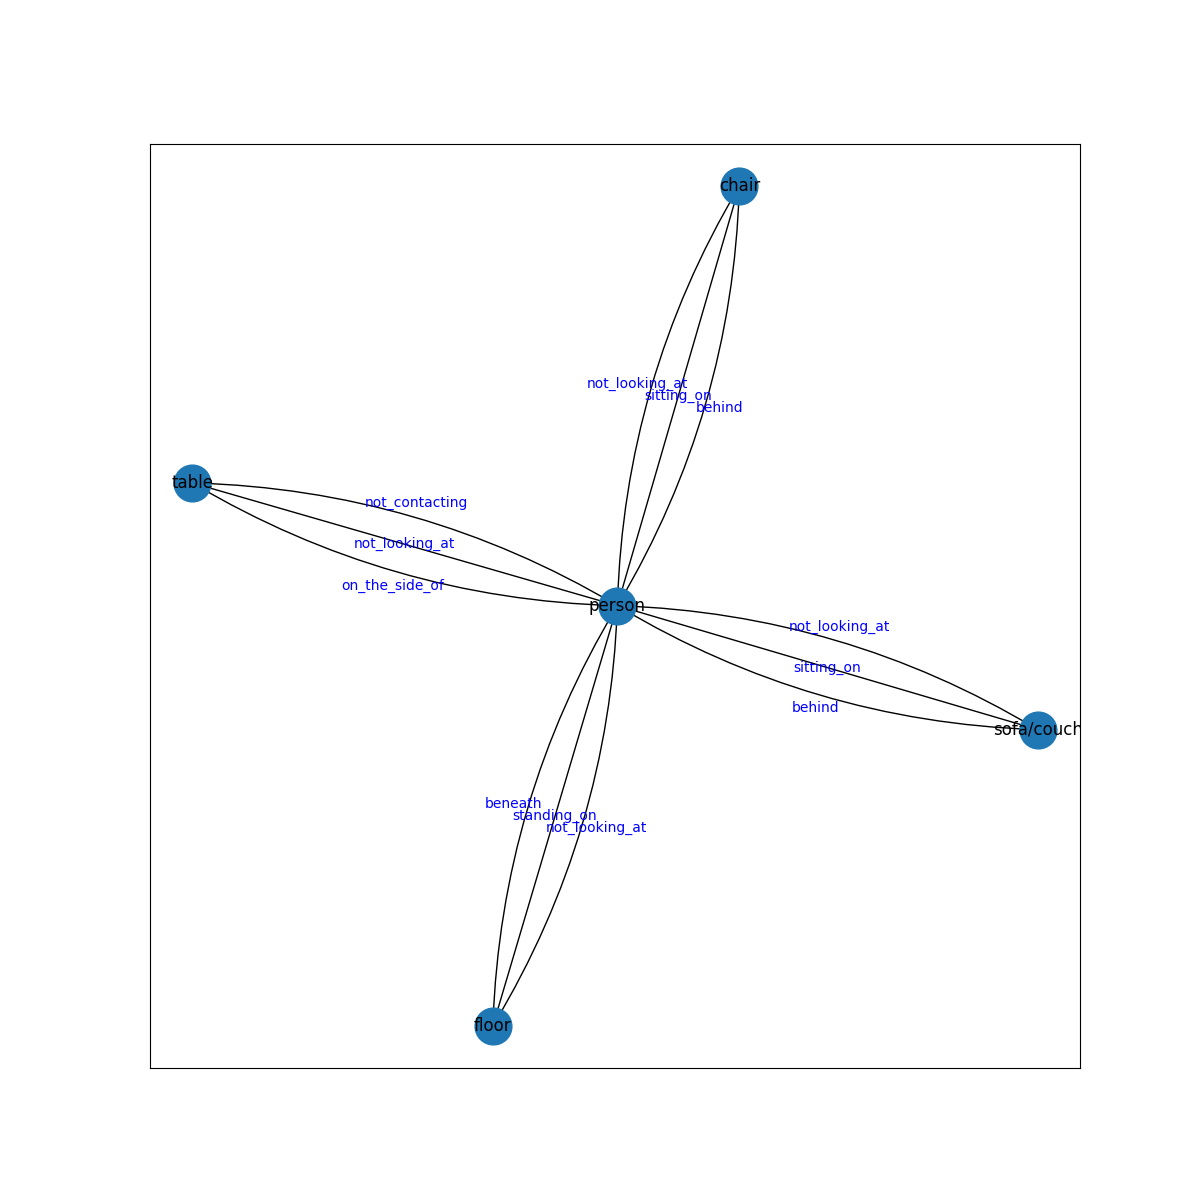 chair
not_looking_at
sitting_on
behind
table
not_contacting
not_looking_at
on_the_side_of
person
not_looking_at
sitting_on
behind
sofa/couch
beneath
standing_on
not_looking_at
floor